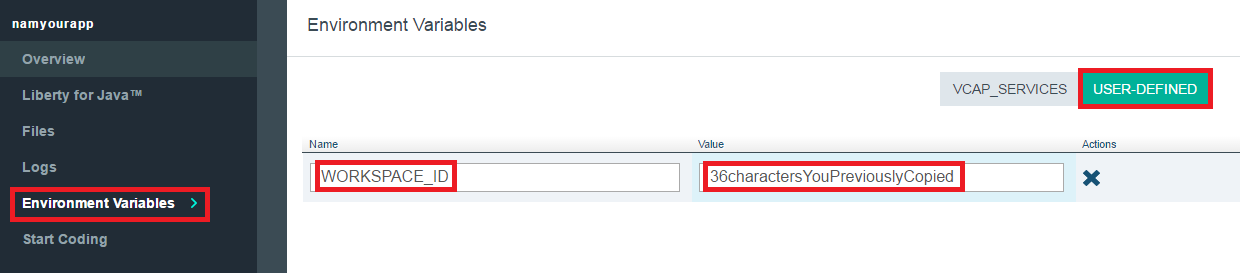 namyourapp
Overview
Liberty for Java™
Files
Logs
Environment Variables
Start Coding
Environment Variables
VCAP_SERVICES USER-DEFINED
Name Value Actions
WORKSPACE_ID 36charactersYouPreviouslyCopied